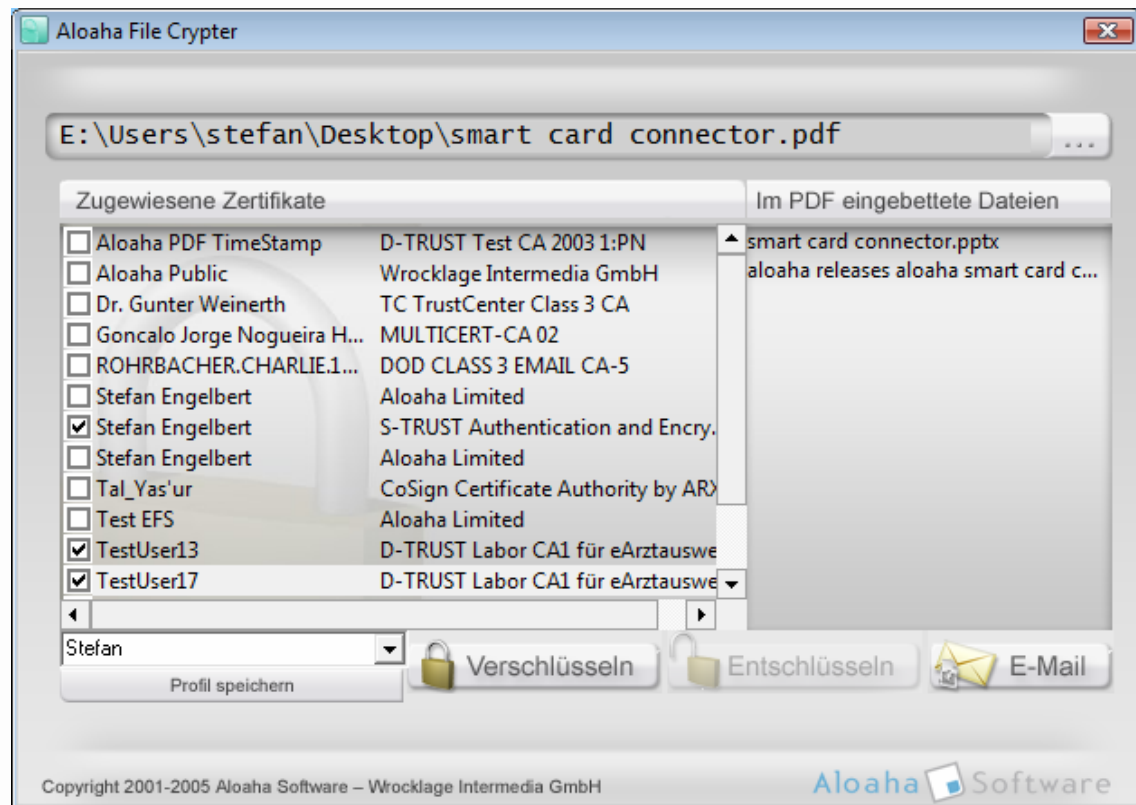 Aloaha File Crypter
E:\Users\stefan\Desktop\smart card connector.pdf
...
Zugewiesene Zertifikate
Im PDF eingebettete Dateien
Aloaha PDF TimeStamp D-TRUST Test CA 2003 1:PN
Aloaha Public Wrocklage Intermedia GmbH
Dr. Gunter Weinerth TC TrustCenter Class 3 CA
Goncalo Jorge Nogueira H... MULTICERT-CA 02
ROHRBACHER.CHARLIE.1... DOD CLASS 3 EMAIL CA-5
Stefan Engelbert Aloaha Limited
Stefan Engelbert S-TRUST Authentication and Encry.
Stefan Engelbert Aloaha Limited
Tal_Yas'ur CoSign Certificate Authority by ARX
Test EFS Aloaha Limited
TestUser13 D-TRUST Labor CA1 für eArztauswe
TestUser17 D-TRUST Labor CA1 für eArztauswe
smart card connector.pptx
aloaha releases aloaha smart card c...
Stefan
Profil speichern
Verschlüsseln
Entschlüsseln
E-Mail
Copyright 2001-2005 Aloaha Software – Wrocklage Intermedia GmbH
Aloaha Software